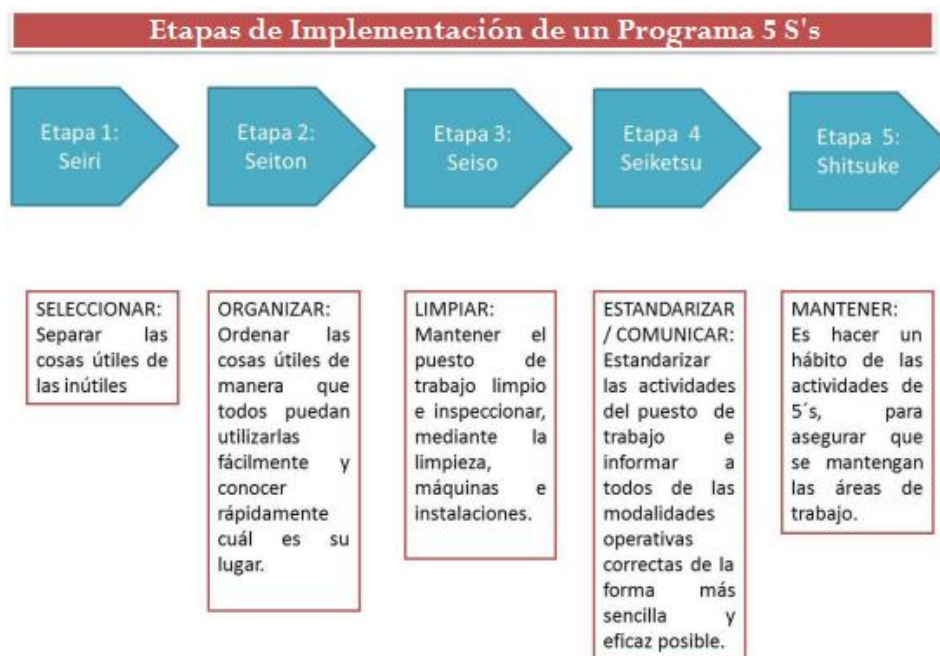 Etapas de Implementación de un Programa 5 S's
Etapa 1:
Seiri
Etapa 2:
Seiton
Etapa 3:
Seiso
Etapa 4
Seiketsu
Etapa 5:
Shitsuke
SELECCIONAR:
Separar las
cosas útiles de
las inútiles
ORGANIZAR:
Ordenar las
cosas útiles de
manera que
todos puedan
utilizarlas
fácilmente y
conocer
rápidamente
cuál es su
lugar.
LIMPIAR:
Mantener el
puesto de
trabajo limpio
e inspeccionar,
mediante la
limpieza,
máquinas e
instalaciones.
ESTANDARIZAR
/ COMUNICAR:
Estandarizar
las actividades
del puesto de
trabajo e
informar a
todos de las
modalidades
operativas
correctas de la
forma más
sencilla y
eficaz posible.
MANTENER:
Es hacer un
hábito de las
actividades de
5´s, para
asegurar que
se mantengan
las áreas de
trabajo.